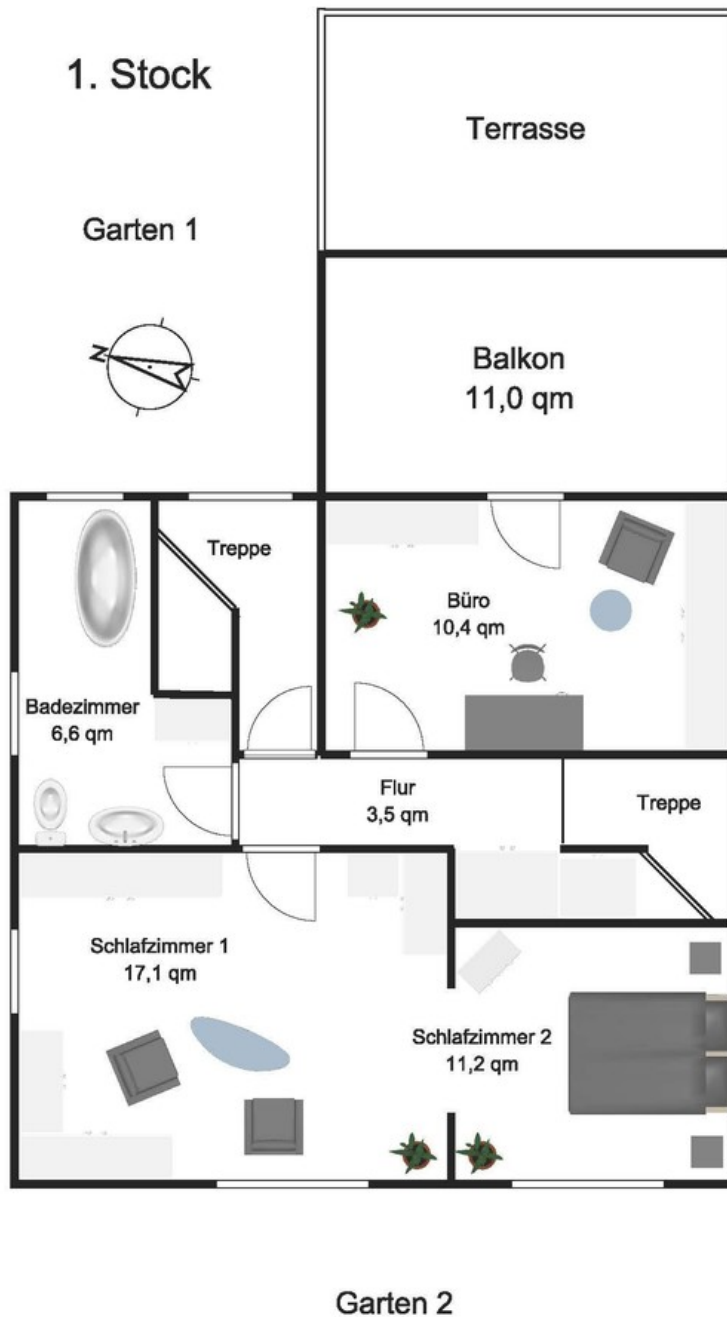 1. Stock
Terrasse
Garten 1
N
Balkon
11,0 qm
Treppe
Büro
10,4 qm
Badezimmer
6,6 qm
Flur
3,5 qm
Treppe
Schlafzimmer 1
17,1 qm
Schlafzimmer 2
11,2 qm
Garten 2